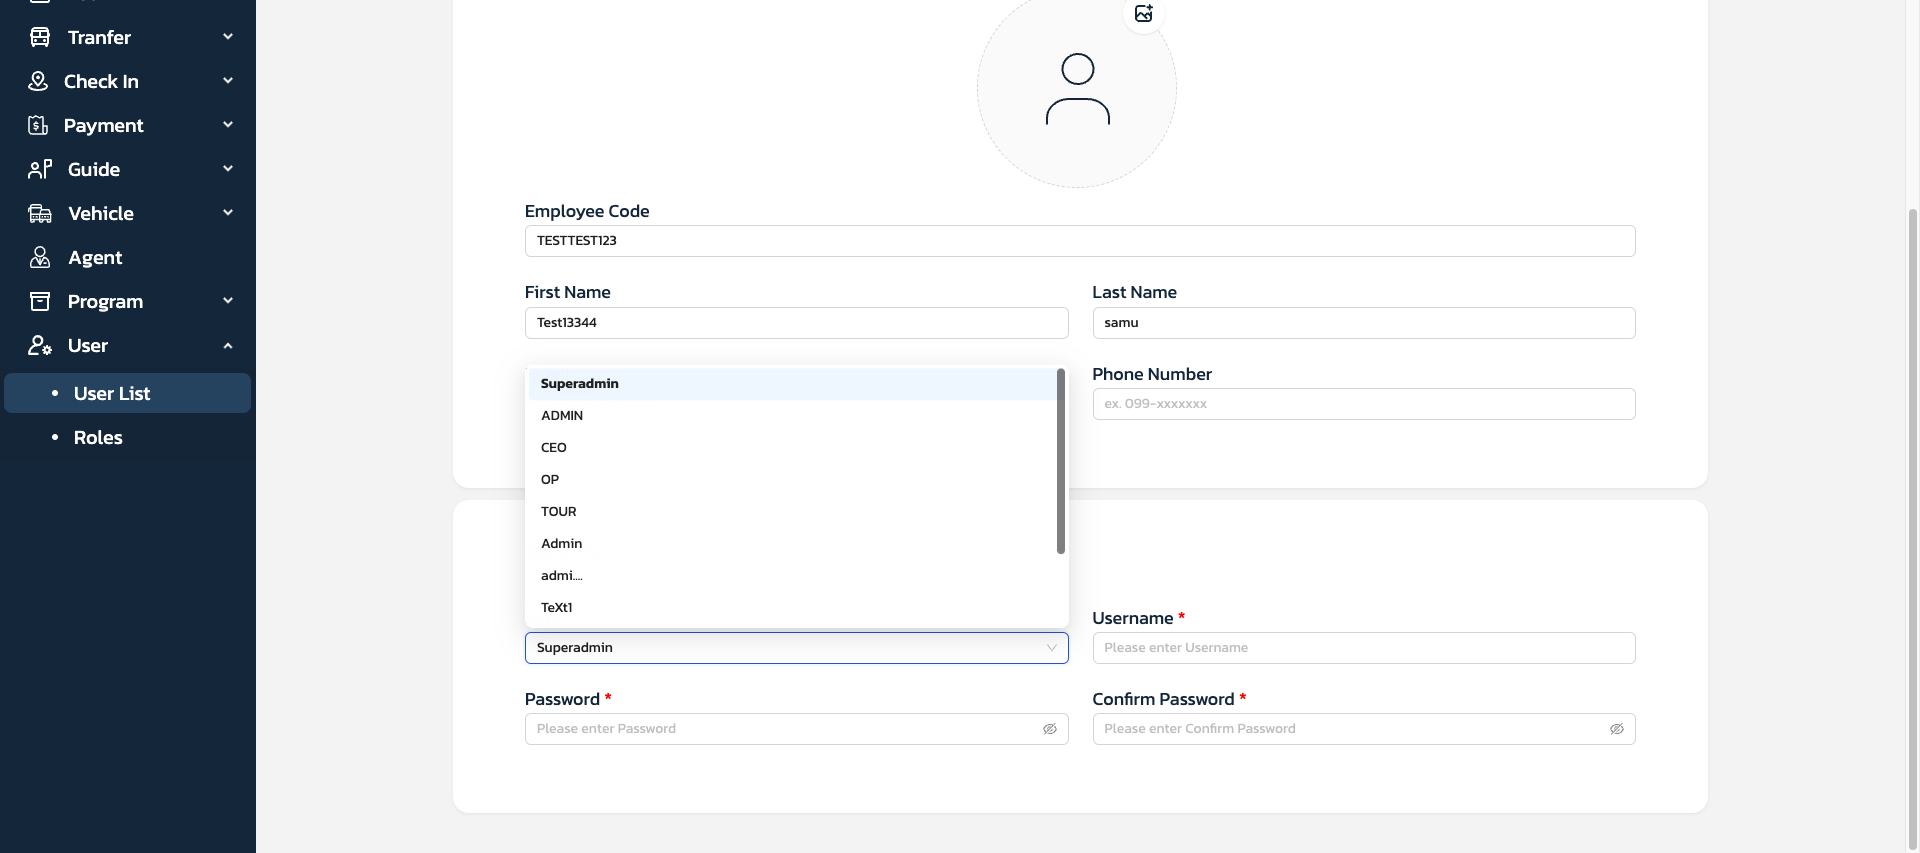 Tranfer
Check In
Payment
Guide
Vehicle
Agent
Program
User
User List
Roles
Employee Code
TESTTEST123
First Name
Last Name
Test13344
samu
Phone Number
ex. 099-xxxxxxx
Superadmin
ADMIN
CEO
OP
TOUR
Admin
admi....
TeXt1
Superadmin
Username *
Please enter Username
Password *
Confirm Password *
Please enter Password
Please enter Confirm Password